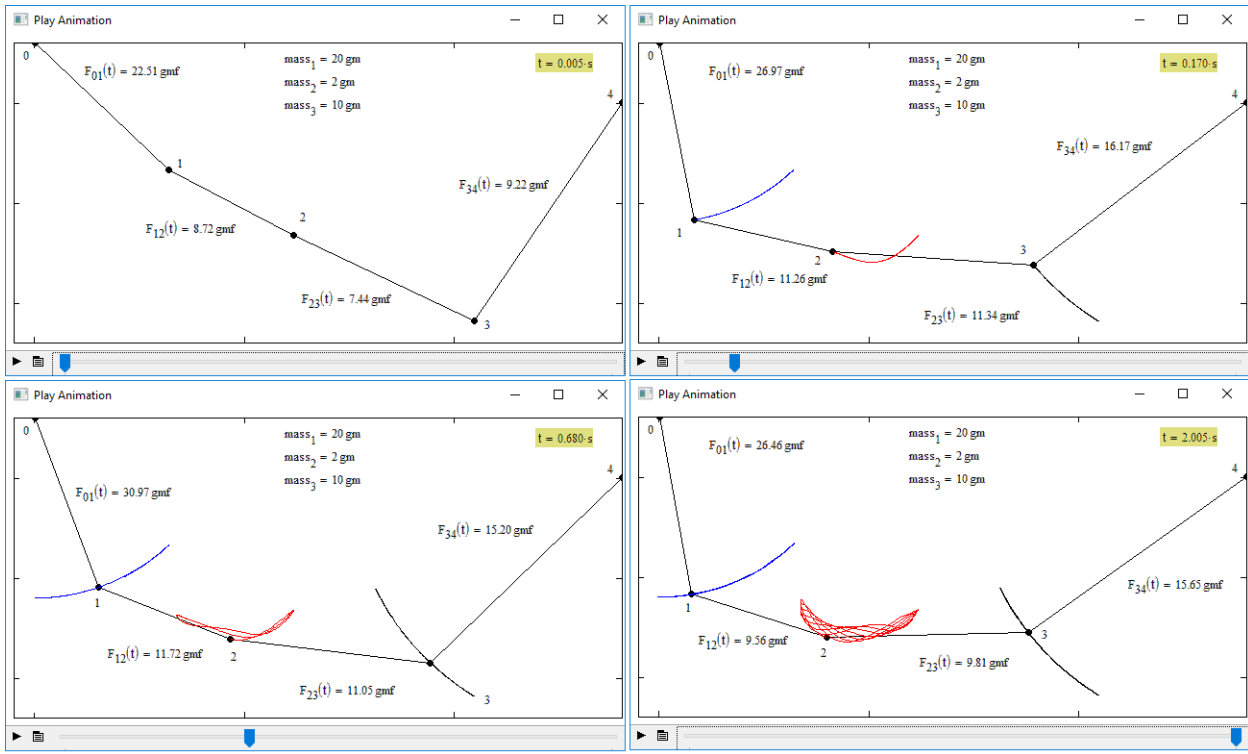 Play Animation
0
F01(t) = 22.51 gmf
mass1 = 20 gm
mass2 = 2 gm
mass3 = 10 gm
t = 0.005·s
4
1
F34(t) = 9.22 gmf
2
F12(t) = 8.72 gmf
F23(t) = 7.44 gmf
3
Play Animation
0
F01(t) = 26.97 gmf
mass1 = 20 gm
mass2 = 2 gm
mass3 = 10 gm
t = 0.170·s
4
F34(t) = 16.17 gmf
1
2
3
F12(t) = 11.26 gmf
F23(t) = 11.34 gmf
Play Animation
0
mass1 = 20 gm
mass2 = 2 gm
mass3 = 10 gm
t = 0.680·s
4
F01(t) = 30.97 gmf
F34(t) = 15.20 gmf
1
F12(t) = 11.72 gmf
2
F23(t) = 11.05 gmf
3
Play Animation
0
F01(t) = 26.46 gmf
mass1 = 20 gm
mass2 = 2 gm
mass3 = 10 gm
t = 2.005·s
4
F34(t) = 15.65 gmf
1
F12(t) = 9.56 gmf
2
3
F23(t) = 9.81 gmf